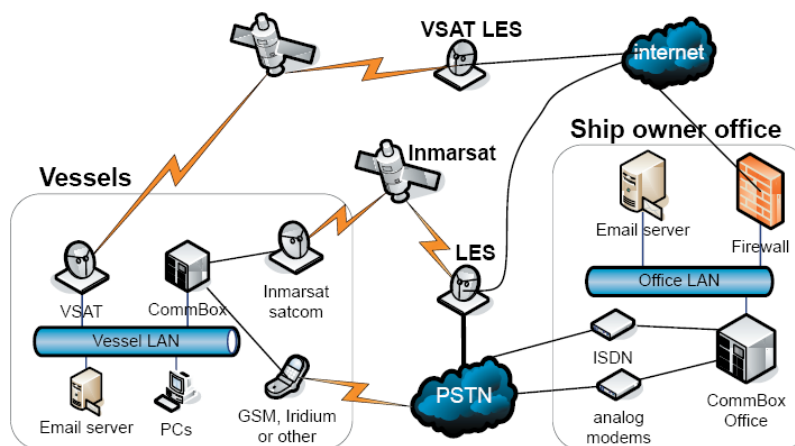 VSAT LES
internet
Ship owner office
Inmarsat
Vessels
Email server
Firewall
LES
VSAT
CommBox
Inmarsat
satcom
Office LAN
Vessel LAN
ISDN
PSTN
Email server
PCs
GSM, Iridium
or other
analog
modems
CommBox
Office